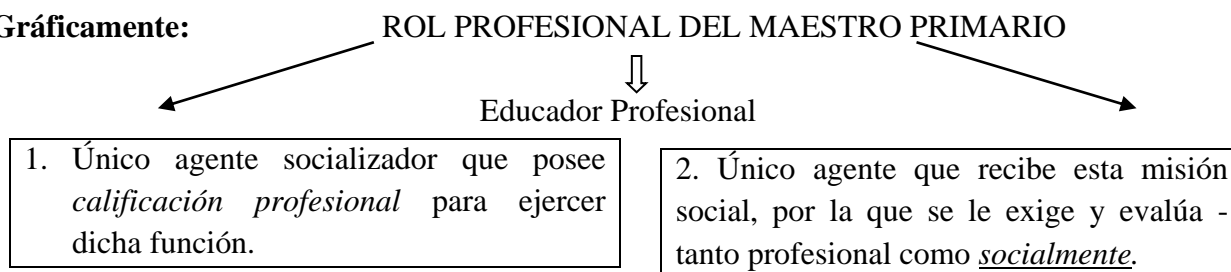 Gráficamente: ROL PROFESIONAL DEL MAESTRO PRIMARIO
Educador Profesional
1. Único agente socializador que posee
calificación profesional para ejercer
dicha función.
2. Único agente que recibe esta misión
social, por la que se le exige y evalúa -
tanto profesional como socialmente.